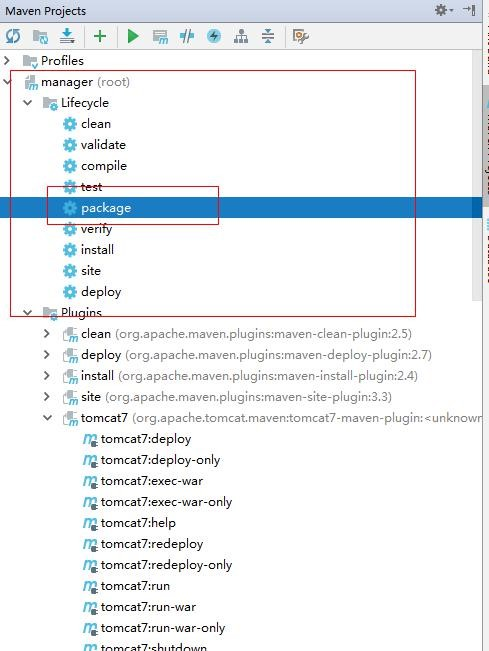 Maven Projects
Profiles
manager (root)
Lifecycle
clean
validate
compile
test
package
verify
install
site
deploy
Plugins
clean (org.apache.maven.plugins:maven-clean-plugin:2.5)
deploy (org.apache.maven.plugins:maven-deploy-plugin:2.7)
install (org.apache.maven.plugins:maven-install-plugin:2.4)
site (org.apache.maven.plugins:maven-site-plugin:3.3)
tomcat7 (org.apache.tomcat.maven:tomcat7-maven-plugin:<unknown
tomcat7:deploy
tomcat7:deploy-only
tomcat7:exec-war
tomcat7:exec-war-only
tomcat7:help
tomcat7:redeploy
tomcat7:redeploy-only
tomcat7:run
tomcat7:run-war
tomcat7:run-war-only
tomcat7:shutdown